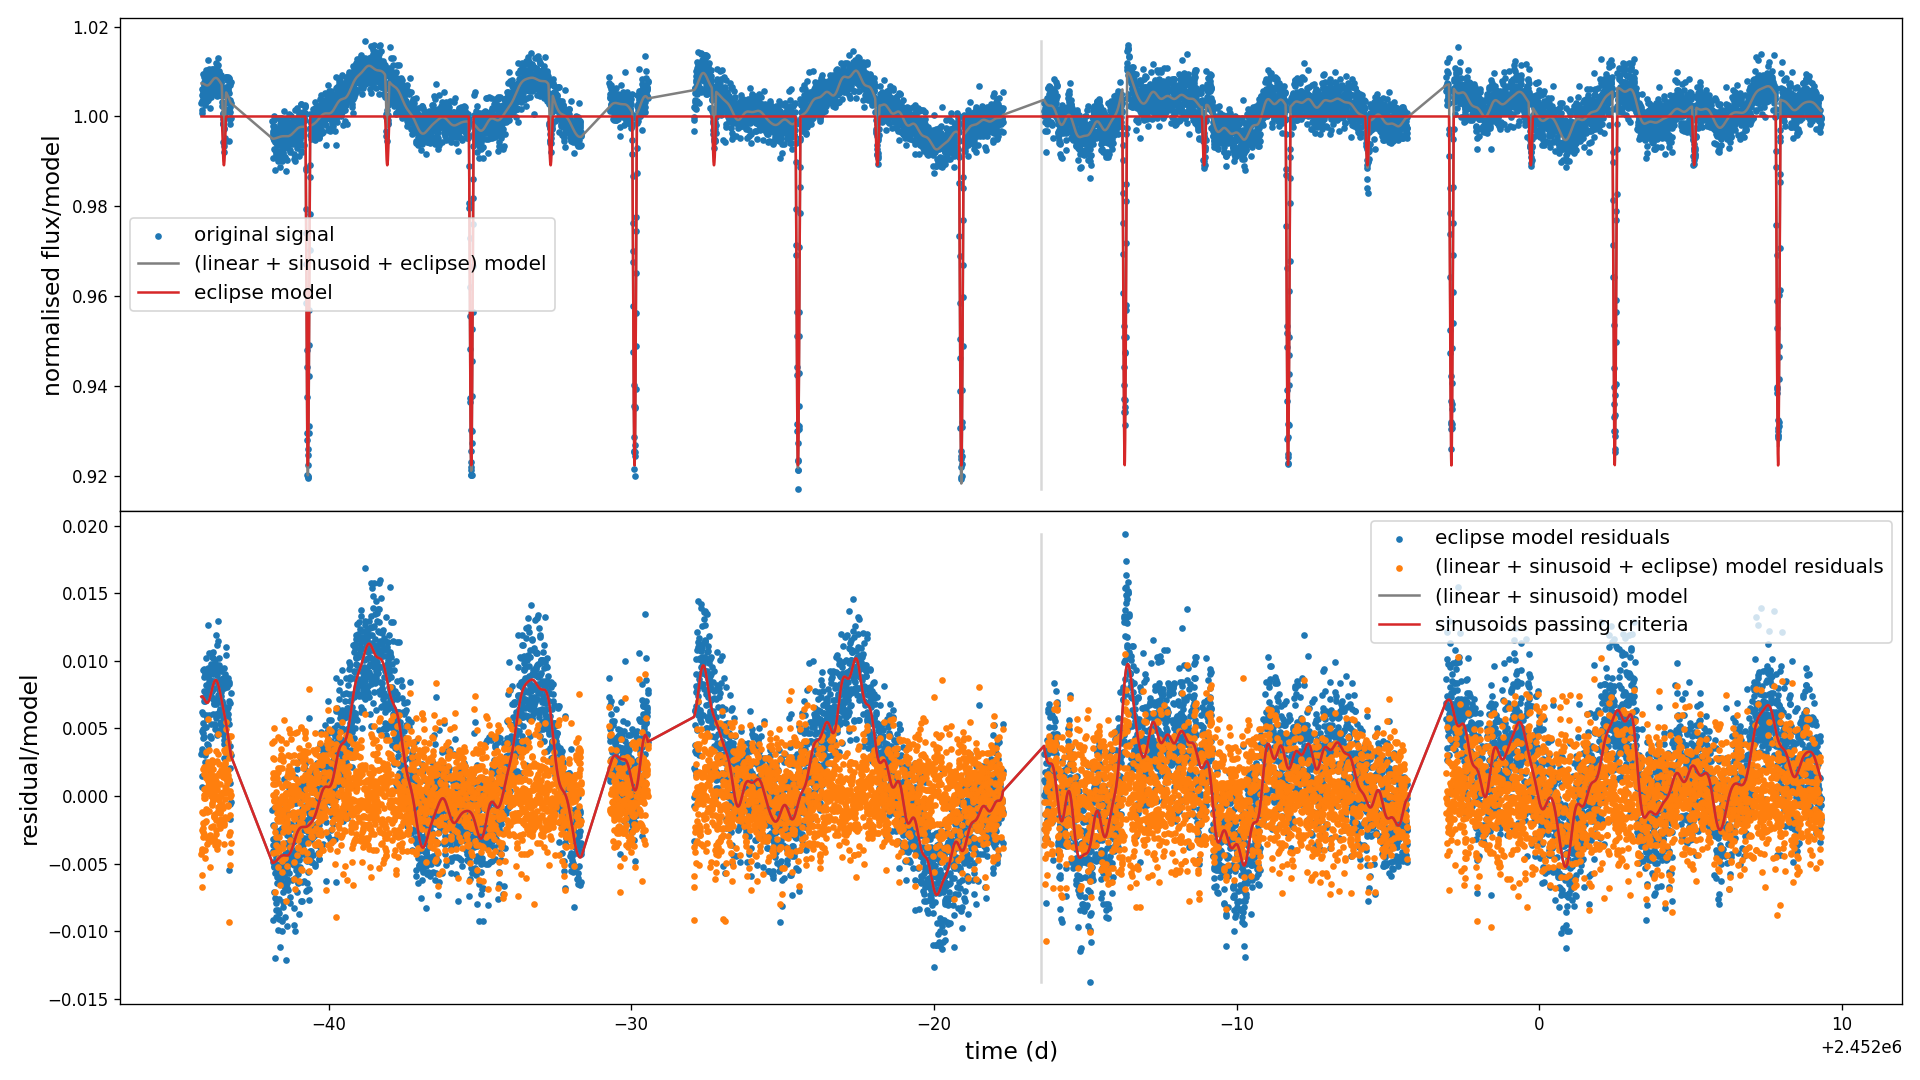 normalised flux/model
1.02
1.00
0.98
0.96
0.94
0.92
original signal
(linear + sinusoid + eclipse) model
eclipse model
residual/model
0.020
0.015
0.010
0.005
0.000
−0.005
−0.010
−0.015
eclipse model residuals
(linear + sinusoid + eclipse) model residuals
(linear + sinusoid) model
sinusoids passing criteria
−40
−30
−20
−10
0
10
time (d)
+2.452e6